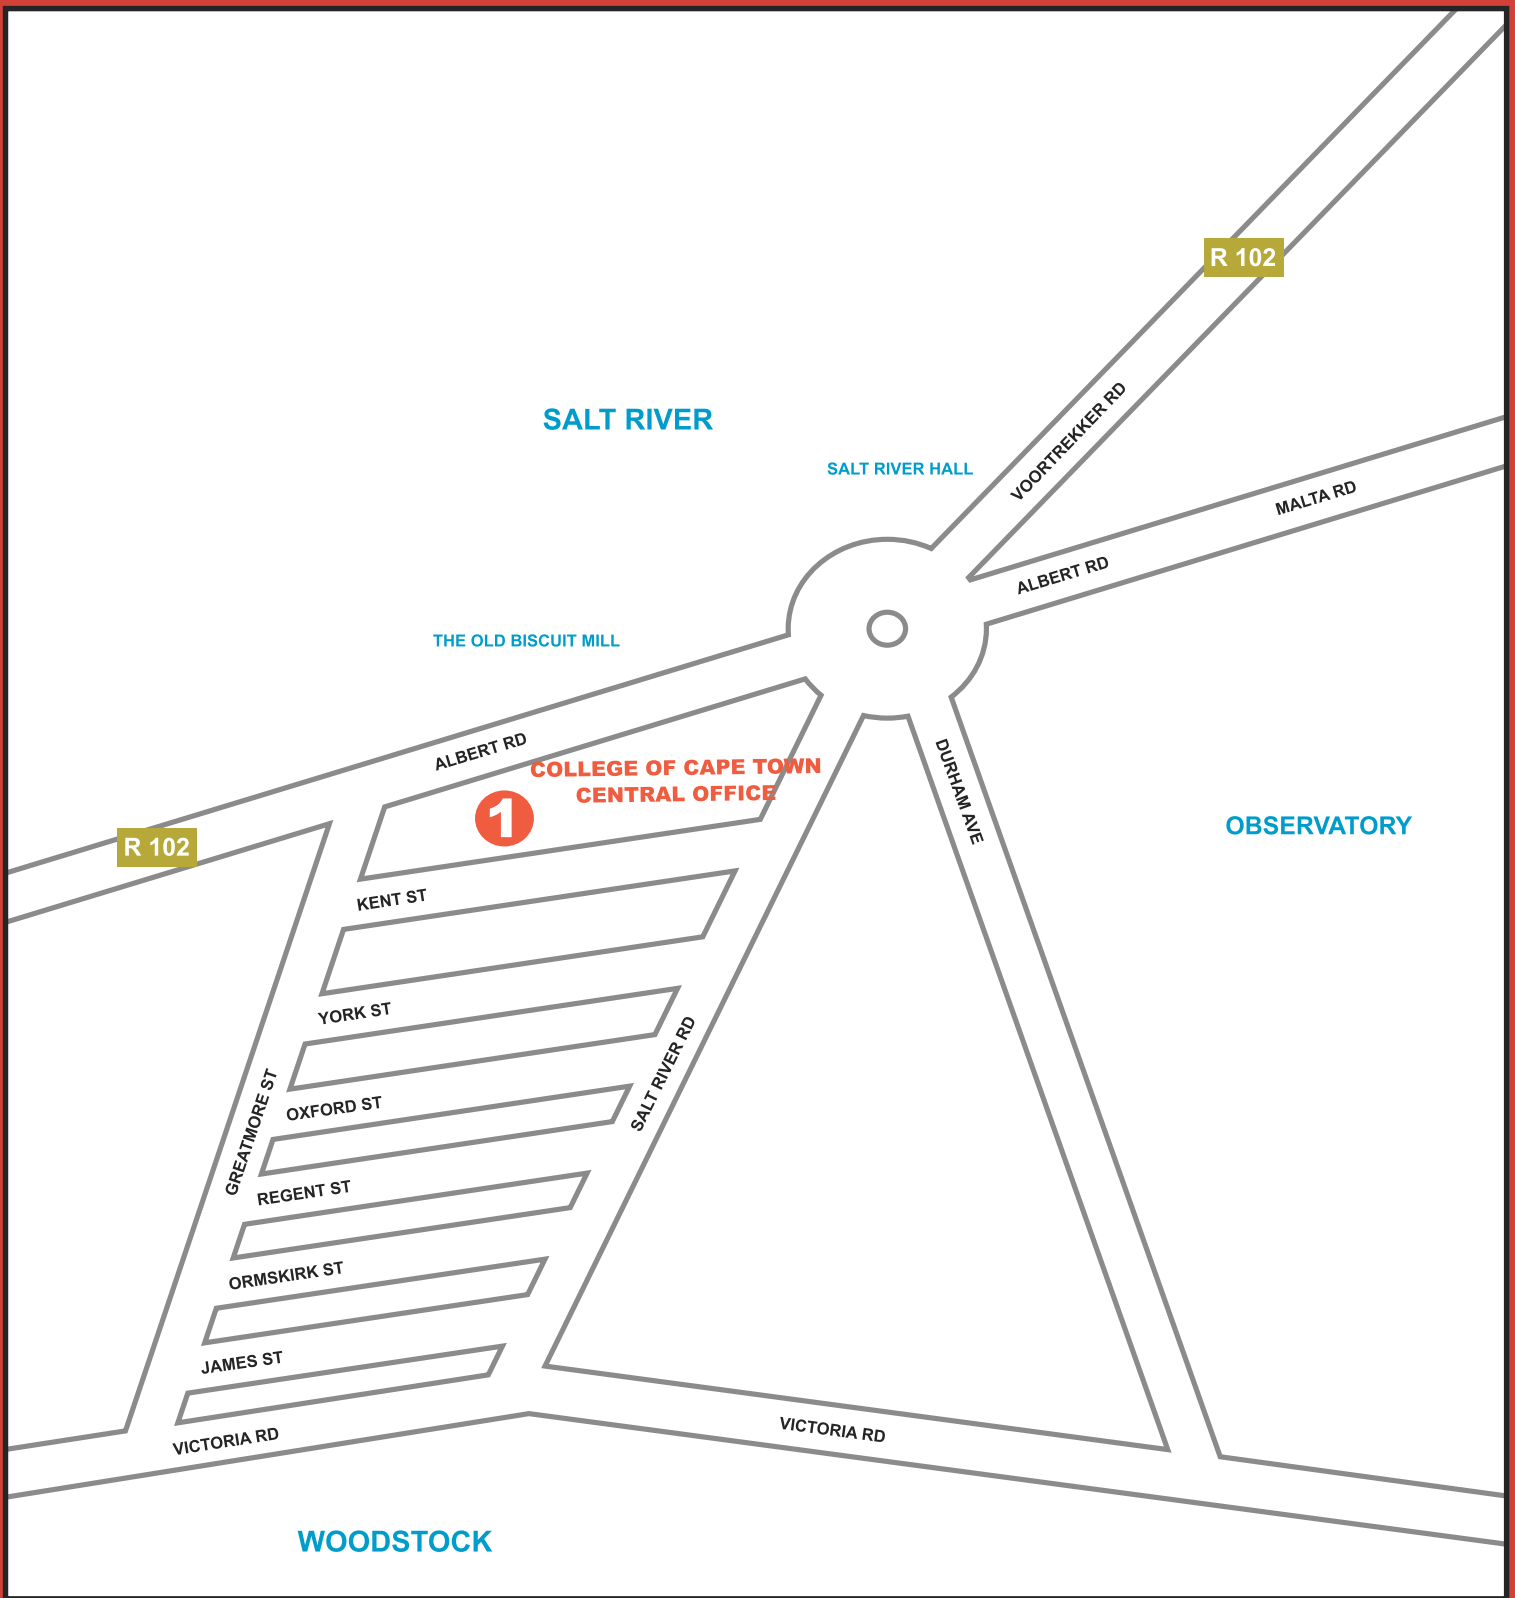 R 102
VOORTREKKER RD
SALT RIVER
SALT RIVER HALL
MALTA RD
ALBERT RD
THE OLD BISCUIT MILL
ALBERT RD
COLLEGE OF CAPE TOWN
CENTRAL OFFICE
1
DURHAM AVE
OBSERVATORY
R 102
KENT ST
YORK ST
SALT RIVER RD
GREATMORE ST
OXFORD ST
REGENT ST
ORMSKIRK ST
JAMES ST
VICTORIA RD
VICTORIA RD
WOODSTOCK